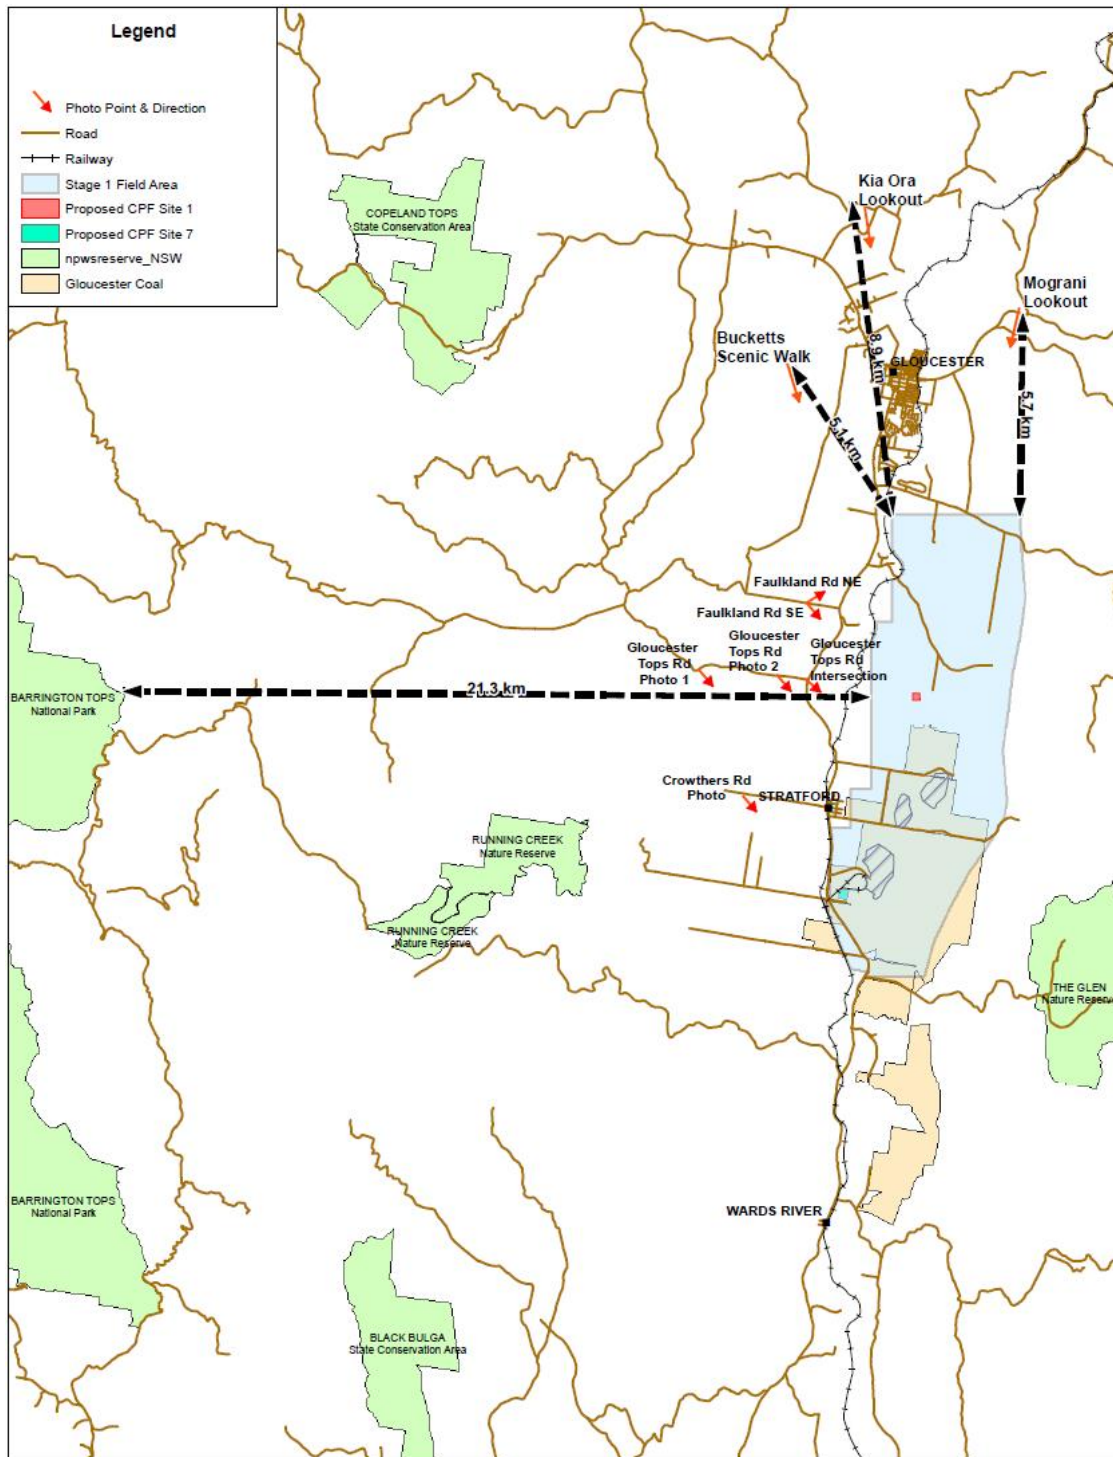 Legend
Photo Point & Direction
Road
Railway
Stage 1 Field Area
Proposed CPF Site 1
Proposed CPF Site 7
npwsreserve_NSW
Gloucester Coal
COPELAND TOPS
State Conservation Area
Kia Ora
Lookout
Mograni
Lookout
Bucketts
Scenic Walk
8.9 km
GLOUCESTER
5.7 km
5.1 km
Faulkland Rd NE
Faulkland Rd SE
Gloucester
Tops Rd
Photo 1
Gloucester
Tops Rd
Photo 2
Gloucester
Tops Rd
Intersection
21.3 km
BARRINGTON TOPS
National Park
Crowthers Rd
Photo
STRATFORD
RUNNING CREEK
Nature Reserve
RUNNING CREEK
Nature Reserve
THE GLEN
Nature Reserve
BARRINGTON TOPS
National Park
WARDS RIVER
BLACK BULGA
State Conservation Area